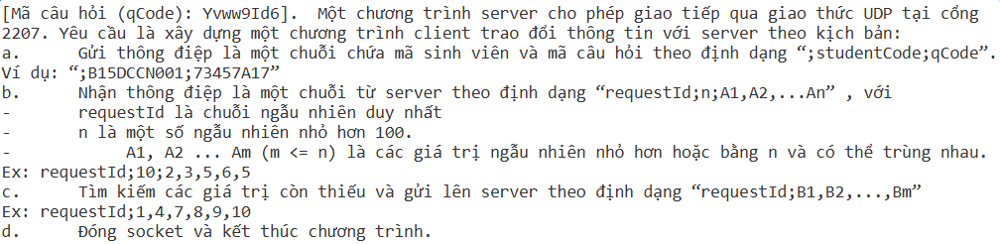 [Mã câu hỏi (qCode): Yvww9Id6].  Một chương trình server cho phép giao tiếp qua giao thức UDP tại cổng
2207. Yêu cầu là xây dựng một chương trình client trao đổi thông tin với server theo kịch bản:
a.      Gửi thông điệp là một chuỗi chứa mã sinh viên và mã câu hỏi theo định dạng “;studentCode;qCode”.
Ví dụ: “;B15DCCN001;73457A17”
b.      Nhận thông điệp là một chuỗi từ server theo định dạng “requestId;n;A1,A2,...An” , với
-       requestId là chuỗi ngẫu nhiên duy nhất
-       n là một số ngẫu nhiên nhỏ hơn 100.
-            A1, A2 ... Am (m <= n) là các giá trị ngẫu nhiên nhỏ hơn hoặc bằng n và có thể trùng nhau.
Ex: requestId;10;2,3,5,6,5
c.      Tìm kiếm các giá trị còn thiếu và gửi lên server theo định dạng “requestId;B1,B2,...,Bm”
Ex: requestId;1,4,7,8,9,10
d.      Đóng socket và kết thúc chương trình.